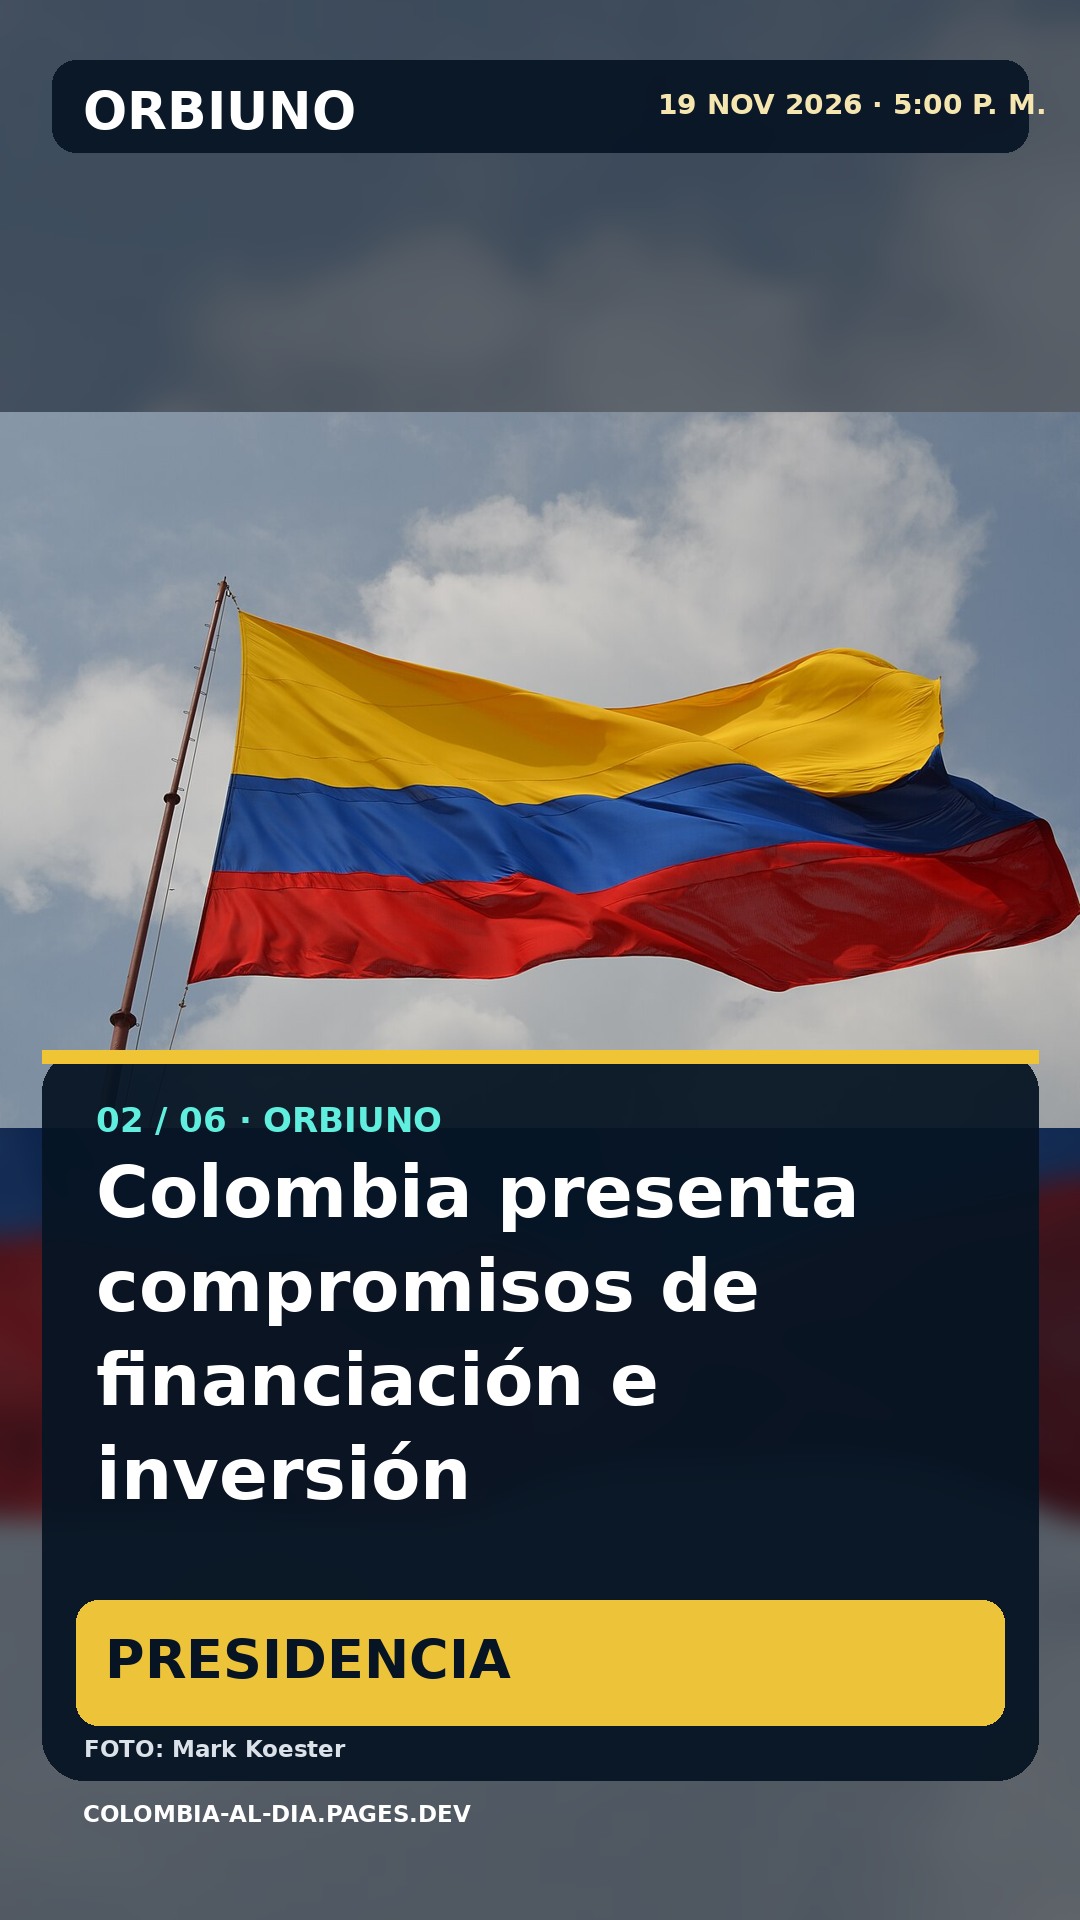 ORBIUNO
19 NOV 2026 · 5:00 P. M.
02 / 06 · ORBIUNO
Colombia presenta
compromisos de
financiación e
inversión
PRESIDENCIA
FOTO: Mark Koester
COLOMBIA-AL-DIA.PAGES.DEV